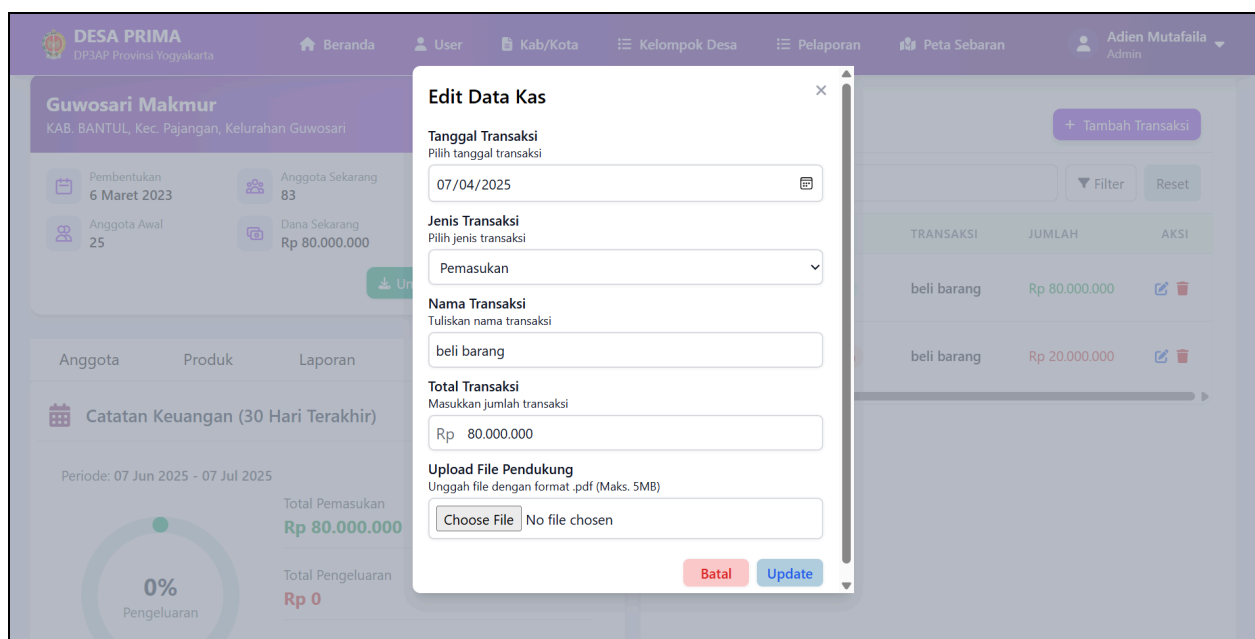 DESA PRIMA
DP3AP Provinsi Yogyakarta
Beranda
User
Kab/Kota
Kelompok Desa
Pelaporan
Peta Sebaran
Adien Mutafaila
Admin
Guwosari Makmur
KAB. BANTUL, Kec. Pajangan, Kelurahan Guwosari
Pembentukan
6 Maret 2023
Anggota Sekarang
83
Anggota Awal
25
Dana Sekarang
Rp 80.000.000
Un
Anggota
Produk
Laporan
Catatan Keuangan (30 Hari Terakhir)
Periode: 07 Jun 2025 - 07 Jul 2025
0%
Pengeluaran
Total Pemasukan
Rp 80.000.000
Total Pengeluaran
Rp 0
Edit Data Kas
Tanggal Transaksi
Pilih tanggal transaksi
07/04/2025
Jenis Transaksi
Pilih jenis transaksi
Pemasukan
Nama Transaksi
Tuliskan nama transaksi
beli barang
Total Transaksi
Masukkan jumlah transaksi
Rp 80.000.000
Upload File Pendukung
Unggah file dengan format .pdf (Maks. 5MB)
Choose File No file chosen
Batal
Update
+ Tambah Transaksi
Filter
Reset
TRANSAKSI JUMLAH AKSI
beli barang Rp 80.000.000
beli barang Rp 20.000.000